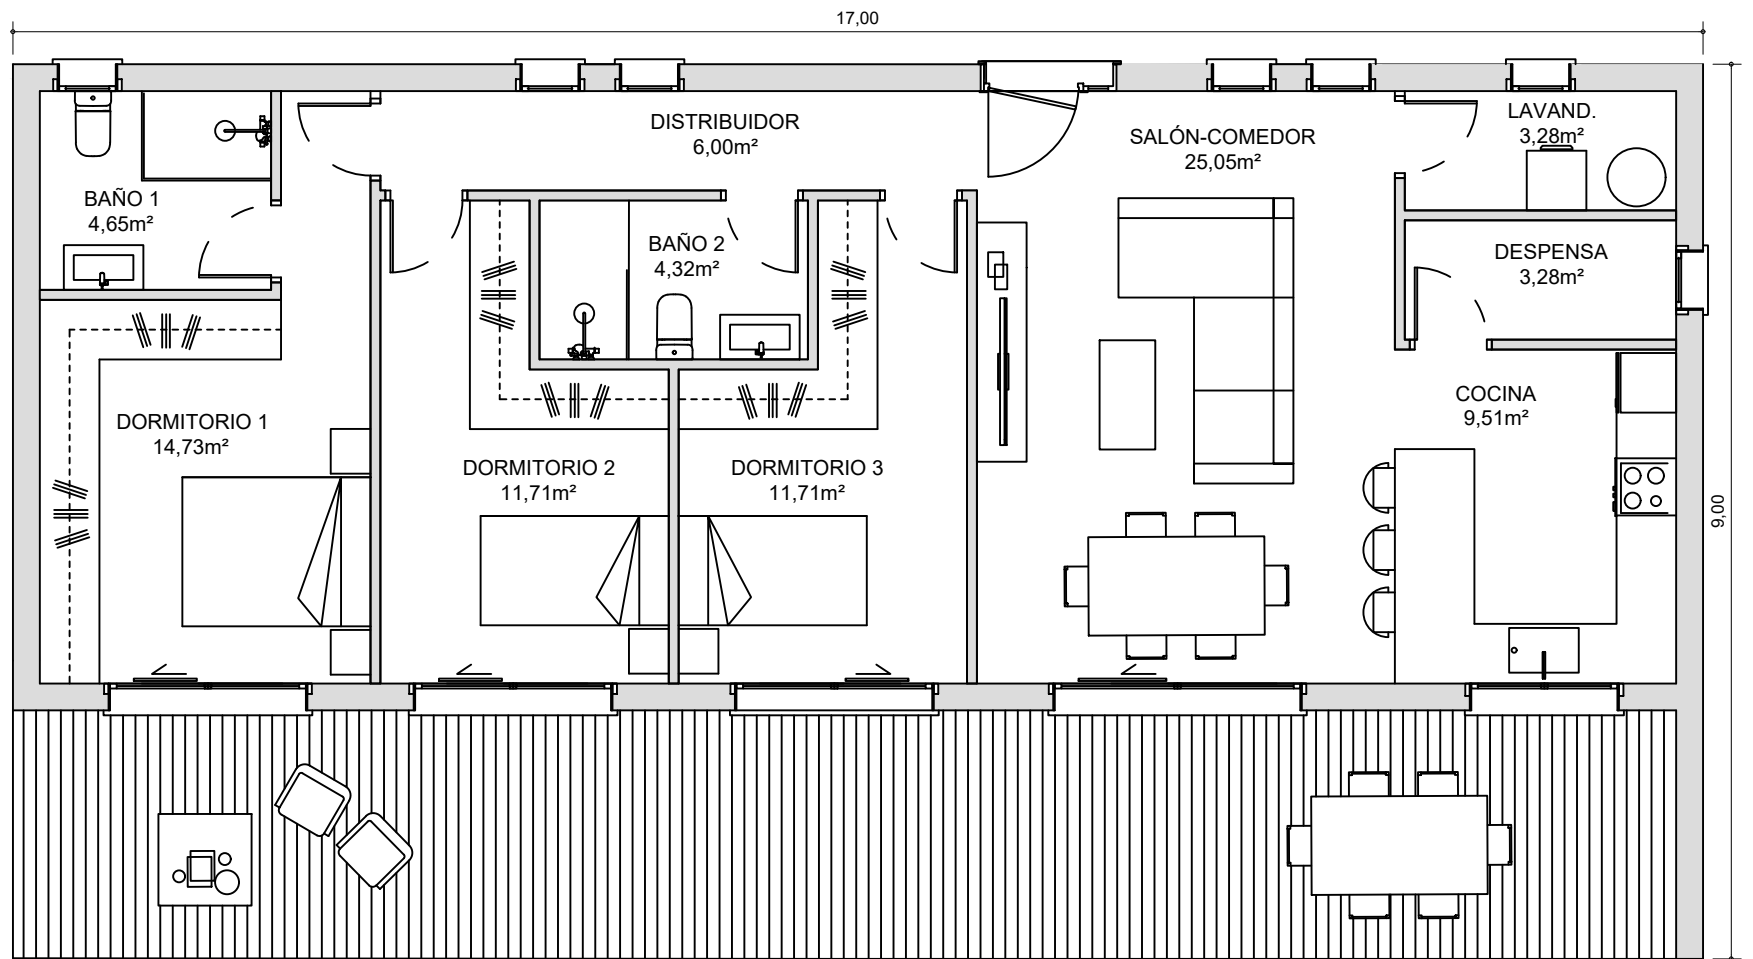 17,00
DISTRIBUIDOR
6,00m²
SALÓN-COMEDOR
25,05m²
LAVAND.
3,28m²
BAÑO 1
4,65m²
BAÑO 2
4,32m²
DESPENSA
3,28m²
DORMITORIO 1
14,73m²
COCINA
9,51m²
DORMITORIO 2
11,71m²
DORMITORIO 3
11,71m²
9,00